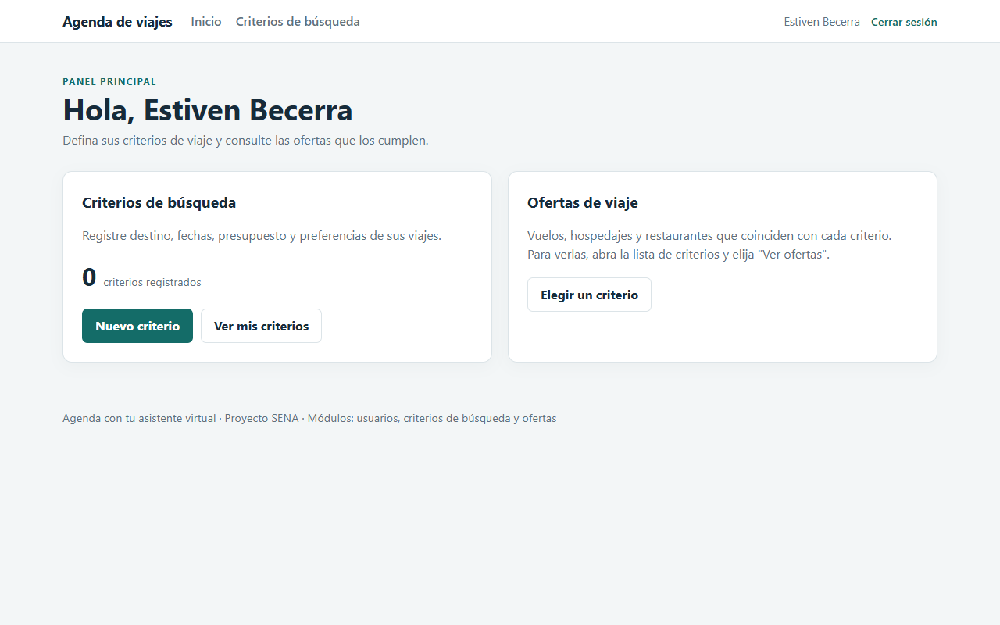 Agenda de viajes Inicio Criterios de búsqueda Estiven Becerra Cerrar sesión
PANEL PRINCIPAL
Hola, Estiven Becerra
Defina sus criterios de viaje y consulte las ofertas que los cumplen.
Criterios de búsqueda
Registre destino, fechas, presupuesto y preferencias de sus viajes.
0 criterios registrados
Nuevo criterio Ver mis criterios
Ofertas de viaje
Vuelos, hospedajes y restaurantes que coinciden con cada criterio.
Para verlas, abra la lista de criterios y elija "Ver ofertas".
Elegir un criterio
Agenda con tu asistente virtual · Proyecto SENA · Módulos: usuarios, criterios de búsqueda y ofertas